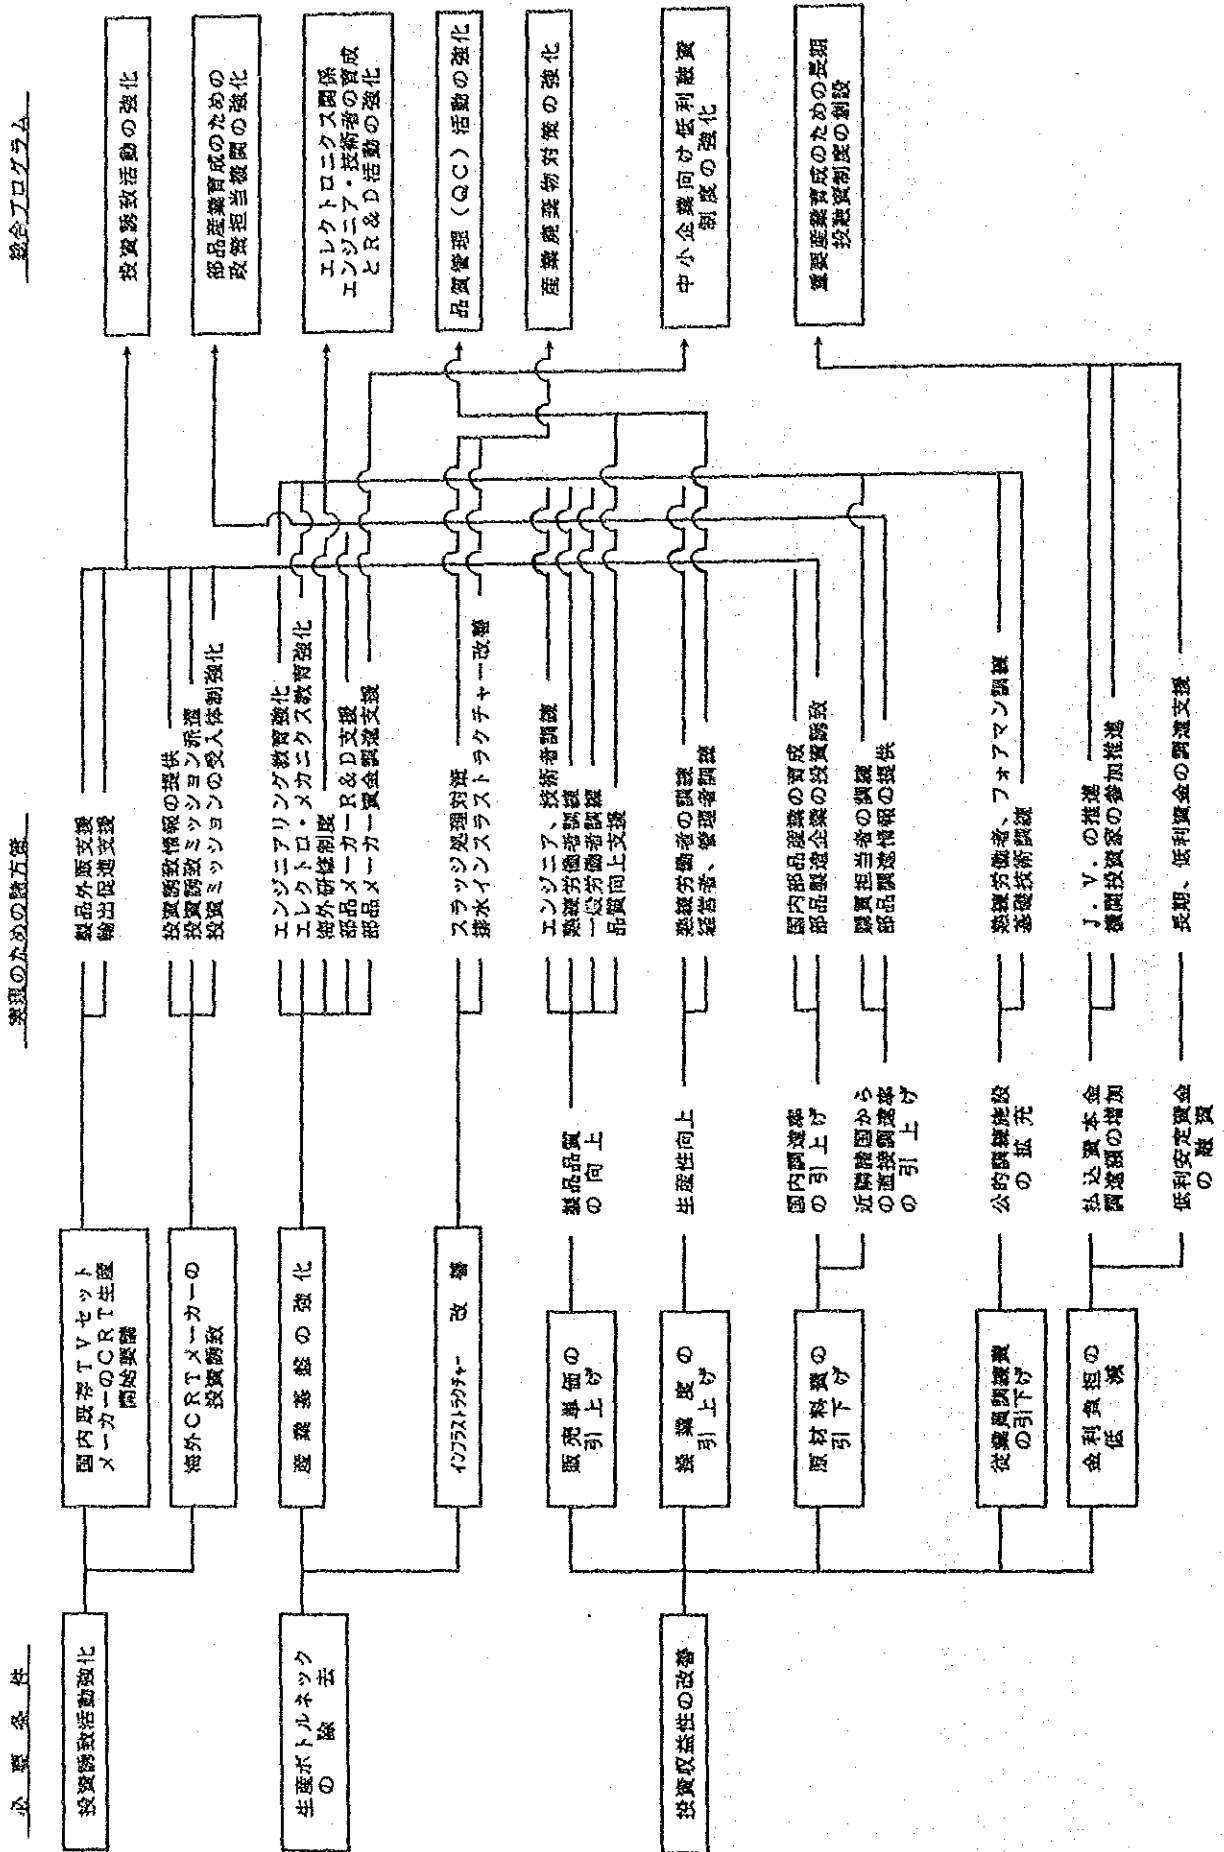 必要条件
実現のための諸方策
総合プログラム
投資誘致活動強化
生産ボトルネック
の除去
投資収益性の改善
国内既存TVセット
メーカーのCRT生産
開始要請
海外CRTメーカーの
投資誘致
産業基盤の強化
インフラストラクチャー改善
販売単価の
引上げ
操業度の
引上げ
原材料費の
引下げ
従業員訓練費
の引下げ
金利負担の
低減
製品品質
の向上
生産性向上
国内調達率
の引上げ
近隣諸国から
の直接調達率
の引上げ
公的訓練施設
の拡充
払込資本金
調達額の増加
低利安定資金
の融資
製品外販支援
輸出促進支援
投資誘致情報の提供
投資誘致ミッション派遣
投資ミッションの受入体制強化
エンジニアリング教育強化
エレクトロ・メカニクス教育強化
海外研修制度
部品メーカーR&D支援
部品メーカー資金調達支援
スラッジ処理対策
排水インスラストラクチャー改善
エンジニア、技術者訓練
熟練労働者訓練
一般労働者訓練
品質向上支援
熟練労働者の訓練
経営者、管理者訓練
国内部品産業の育成
部品製造企業の投資誘致
購買担当者の訓練
部品調達情報の提供
熟練労働者、フォアマン訓練
基礎技術訓練
J.V.の推進
機関投資家の参加推進
長期、低利資金の調達支援
投資誘致活動の強化
部品産業育成のための
政策担当機関の強化
エレクトロニクス関係
エンジニア・技術者の育成
とR&D活動の強化
品質管理(QC)活動の強化
産業廃棄物対策の強化
中小企業向け低利融資
制度の強化
重要産業育成のための長期
投融資制度の創設